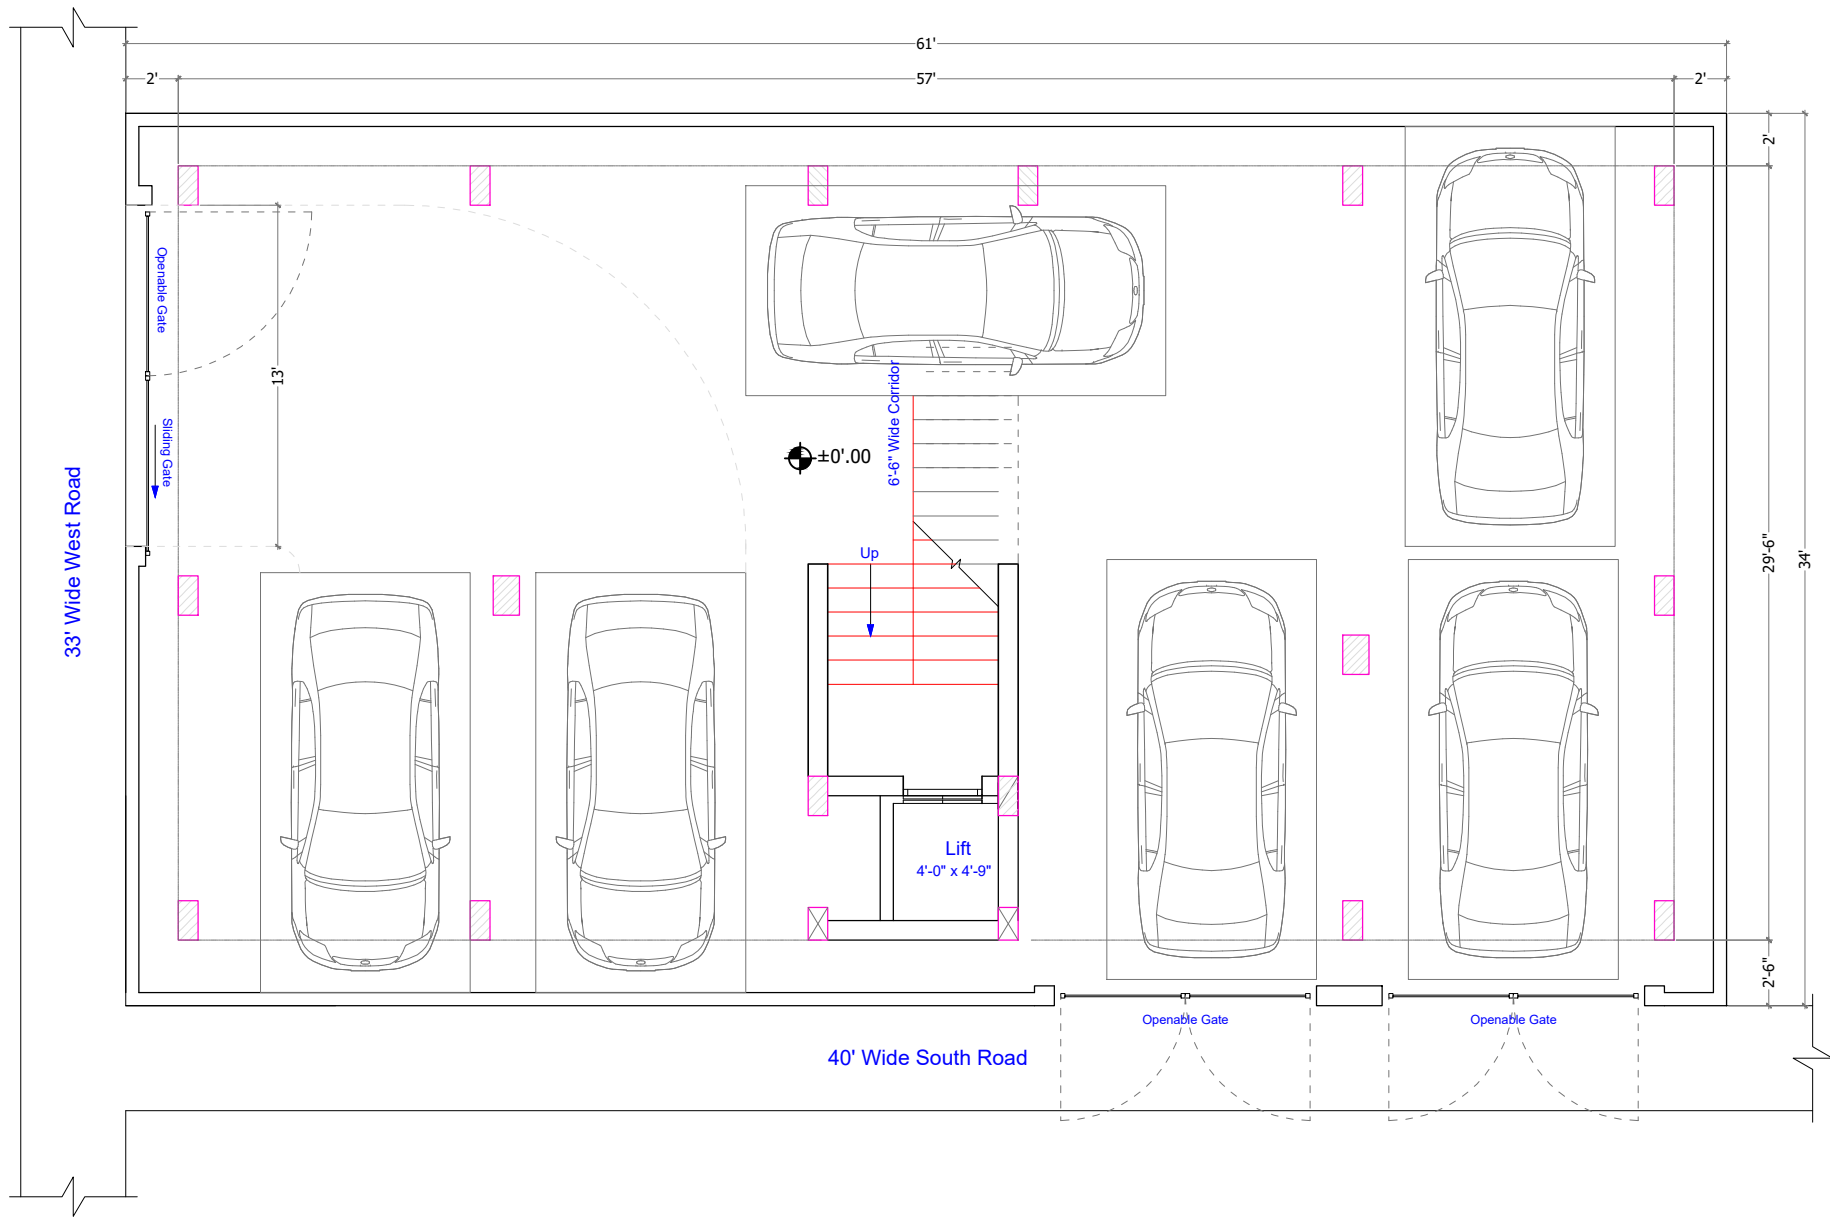 61'
2'
57'
2'
2'
Openable Gate
13'
6'-6" Wide Corridor
Sliding Gate
±0'.00
33' Wide West Road
Up
29'-6"
34'
Lift
4'-0" x 4'-9"
2'-6"
Openable Gate
Openable Gate
40' Wide South Road